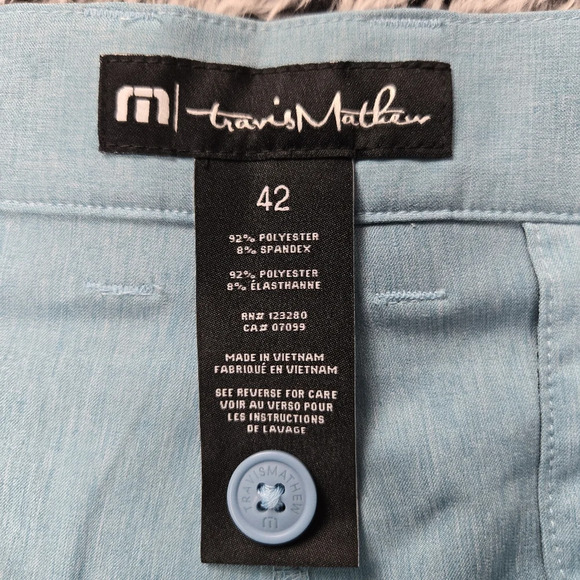 travisMathew
42
92% POLYESTER
8% SPANDEX
92% POLYESTER
8% ÉLASTHANNE
RN# 123280
CA# 07099
MADE IN VIETNAM
FABRIQUÉ EN VIETNAM
SEE REVERSE FOR CARE
VOIR AU VERSO POUR
LES INSTRUCTIONS
DE LAVAGE
TRAVISMATHEW